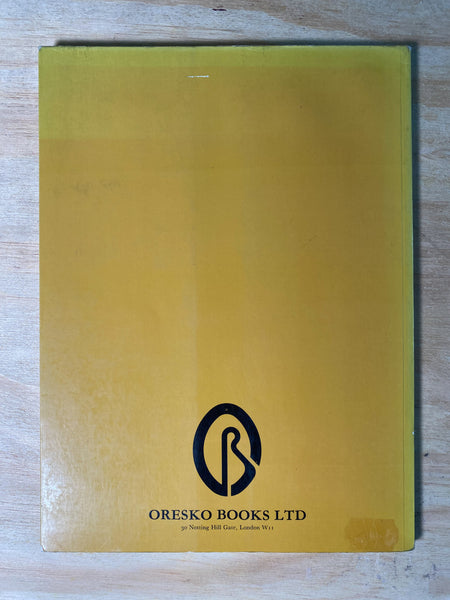 ORESKO BOOKS LTD
30 Notting Hill Gate, London W11